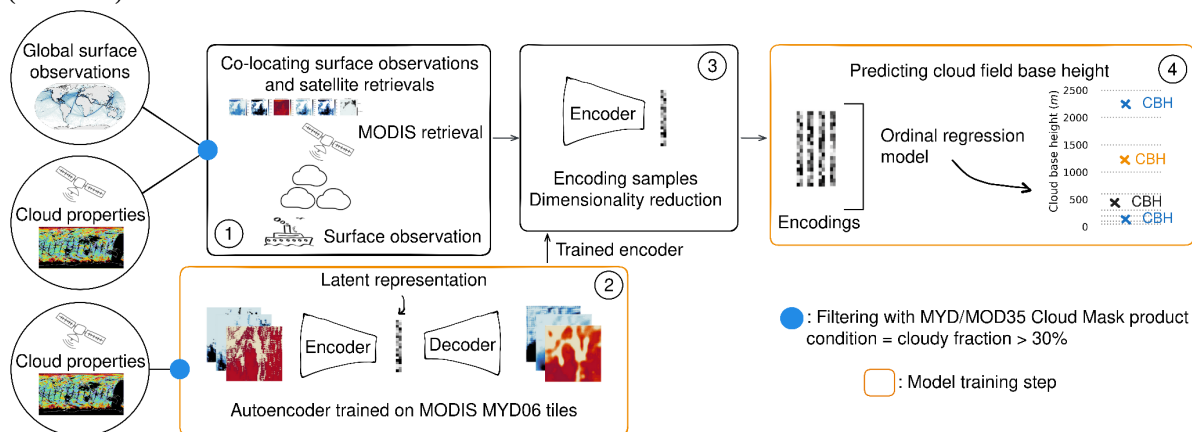 Global surface
observations
Cloud properties
Cloud properties
Co-locating surface observations
and satellite retrievals
MODIS retrieval
Surface observation
1
Latent representation
2
Encoder
Decoder
Autoencoder trained on MODIS MYD06 tiles
3
Encoder
Encoding samples
Dimensionality reduction
Trained encoder
4
Predicting cloud field base height
Encodings
Ordinal regression
model
Cloud base height (m)
2500
2000
1500
1000
500
0
CBH
CBH
CBH
CBH
: Filtering with MYD/MOD35 Cloud Mask product
condition = cloudy fraction > 30%
: Model training step